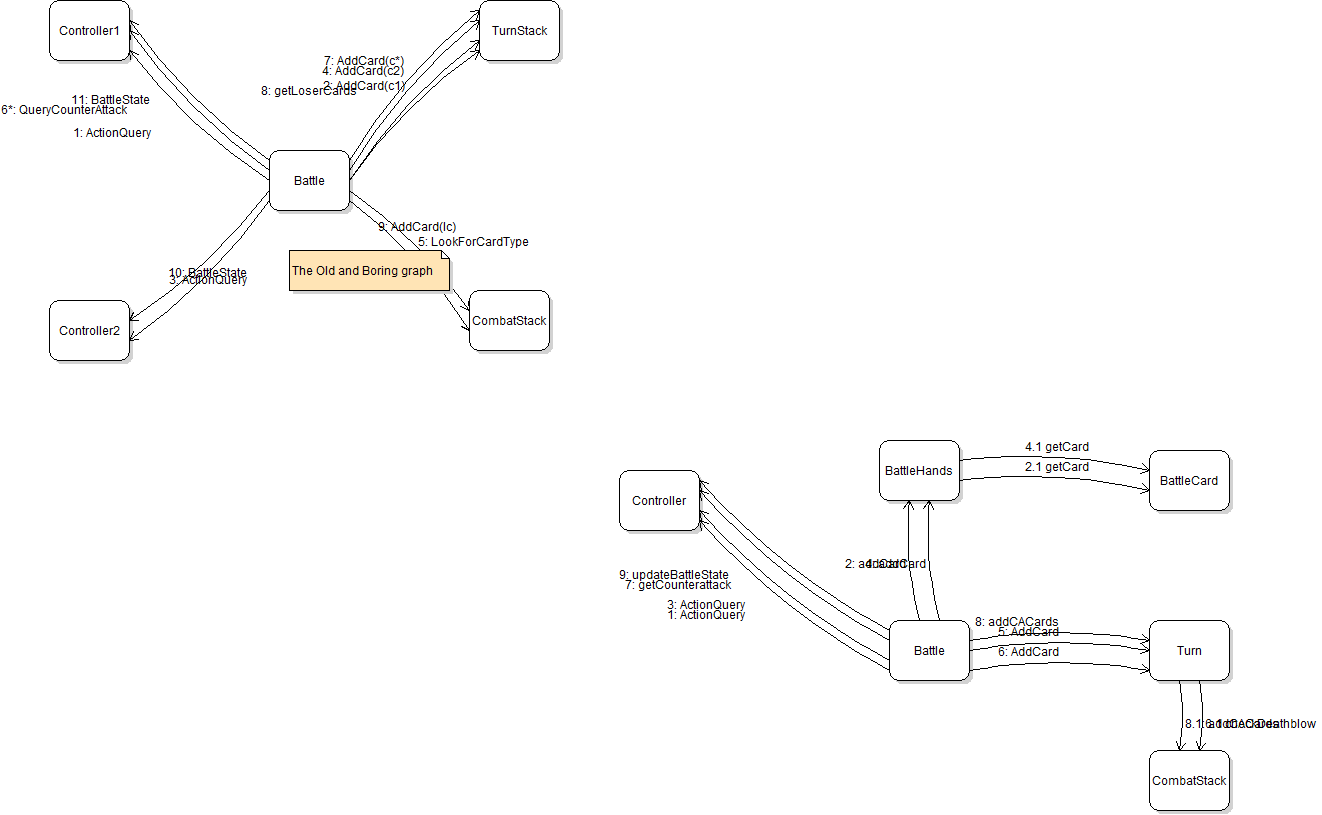 Controller1
TurnStack
7: AddCard(c*)
4: AddCard(c2)
2: AddCard(c1)
8: getLoserCards
11: BattleState
6*: QueryCounterAttack
1: ActionQuery
Battle
9: AddCard(lc)
5: LookForCardType
The Old and Boring graph
10: BattleState
3: ActionQuery
Controller2
CombatStack
4.1 getCard
2.1 getCard
BattleHands
BattleCard
Controller
2: addCard
4: addCard
9: updateBattleState
7: getCounterattack
3: ActionQuery
1: ActionQuery
8: addCACards
5: AddCard
6: AddCard
Battle
Turn
8.1: addCACards
6.1
Deathblow
CombatStack